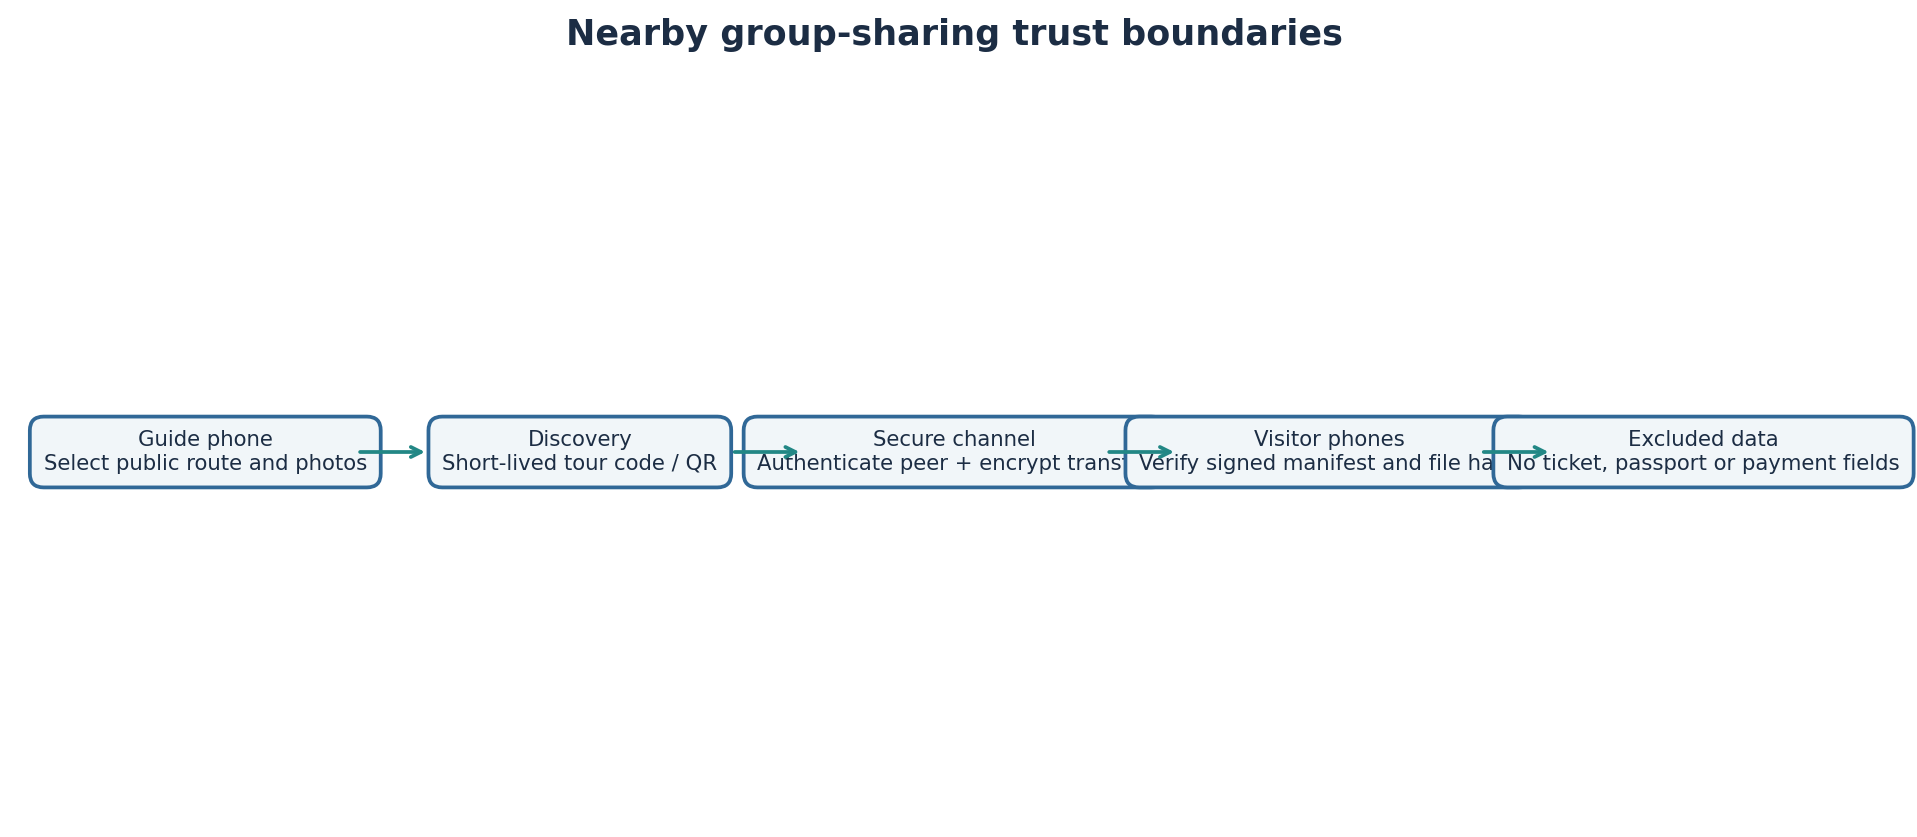 Nearby group-sharing trust boundaries
Guide phone
Select public route and photos
Discovery
Short-lived tour code / QR
Secure channel
Authenticate peer + encrypt
Visitor phones
Verify signed manifest and file
Excluded data
No ticket, passport or payment fields